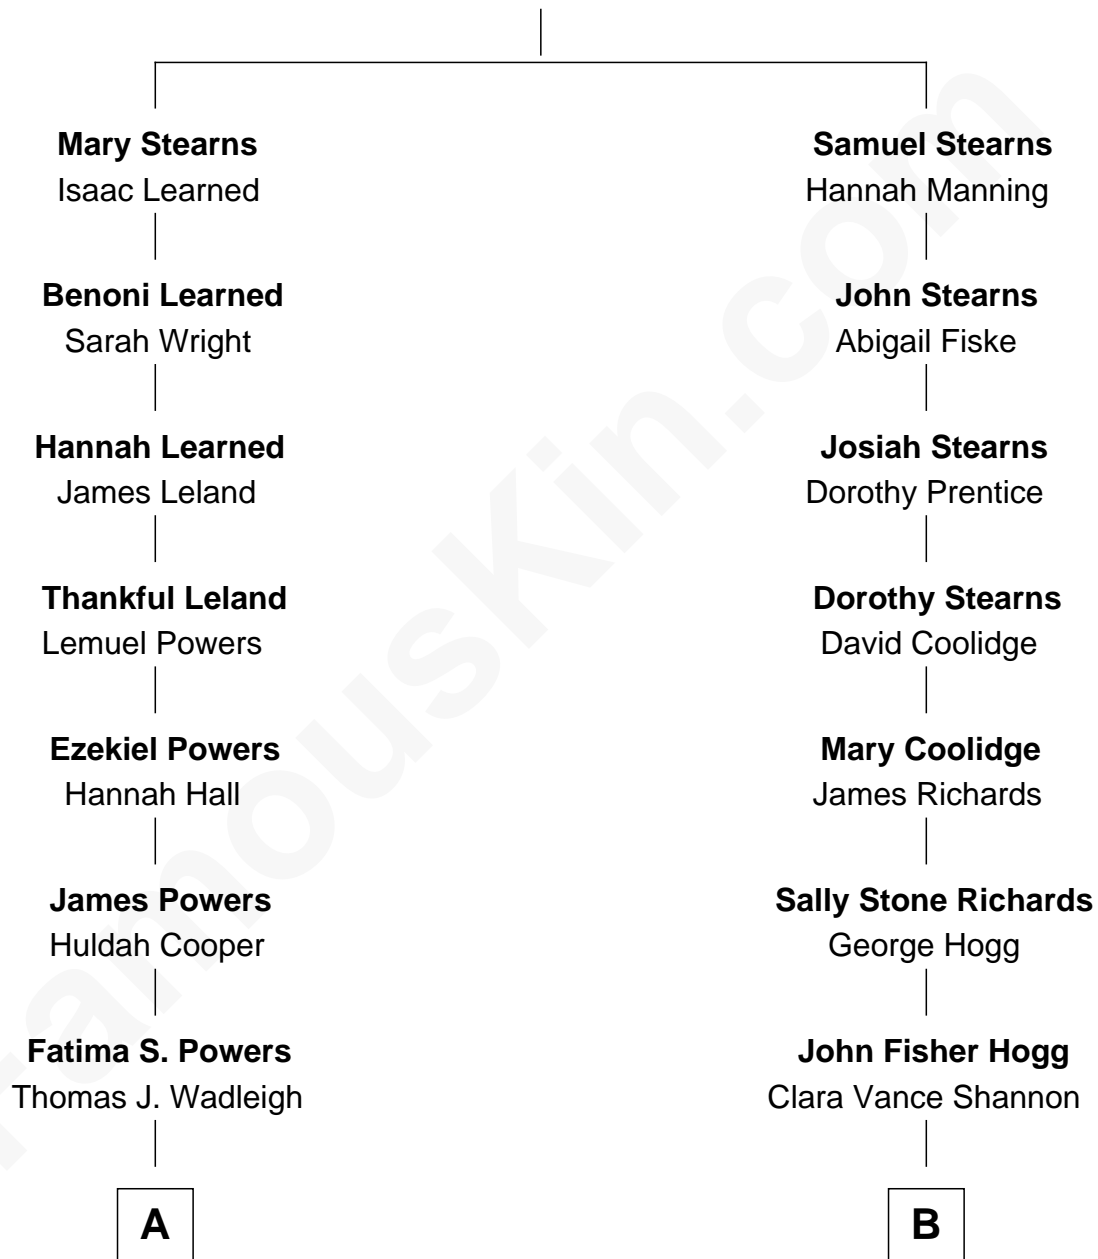 Mary Stearns
Isaac Learned
Benoni Learned
Sarah Wright
Hannah Learned
James Leland
Thankful Leland
Lemuel Powers
Ezekiel Powers
Hannah Hall
James Powers
Huldah Cooper
Fatima S. Powers
Thomas J. Wadleigh
A
Samuel Stearns
Hannah Manning
John Stearns
Abigail Fiske
Josiah Stearns
Dorothy Prentice
Dorothy Stearns
David Coolidge
Mary Coolidge
James Richards
Sally Stone Richards
George Hogg
John Fisher Hogg
Clara Vance Shannon
B
FamousKin.com